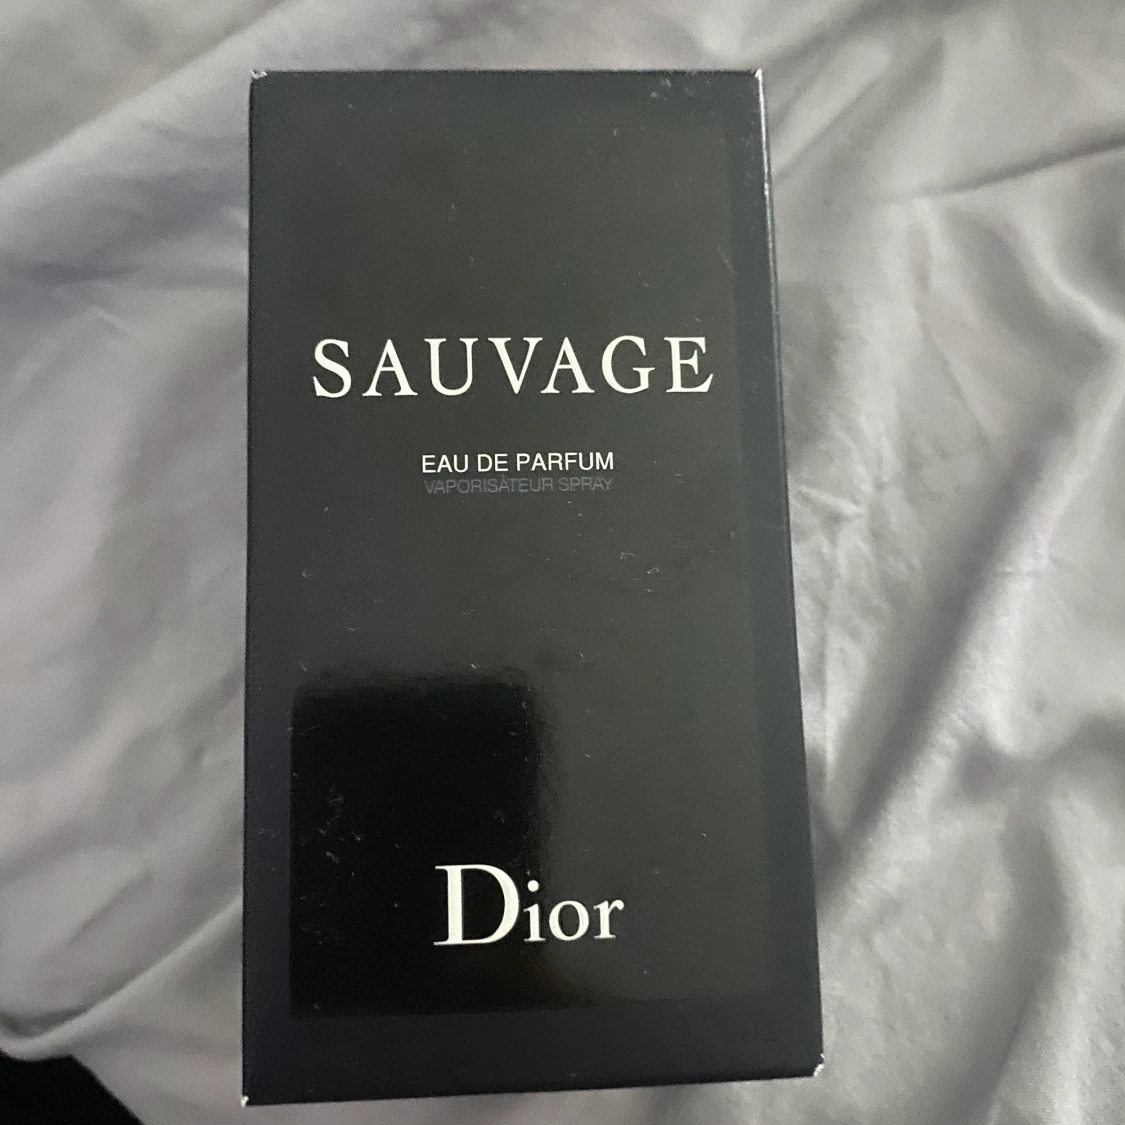 SAUVAGE
EAU DE PARFUM
VAPORISATEUR SPRAY
Dior